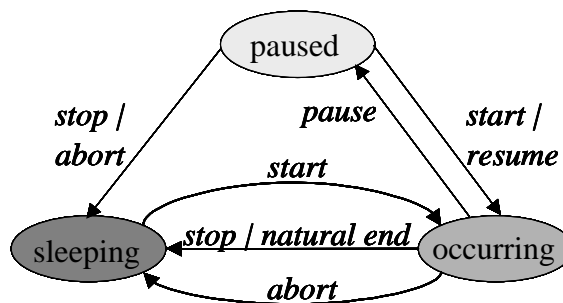 paused
stop |
abort
pause
start |
resume
start
sleeping
stop | natural end
occurring
abort